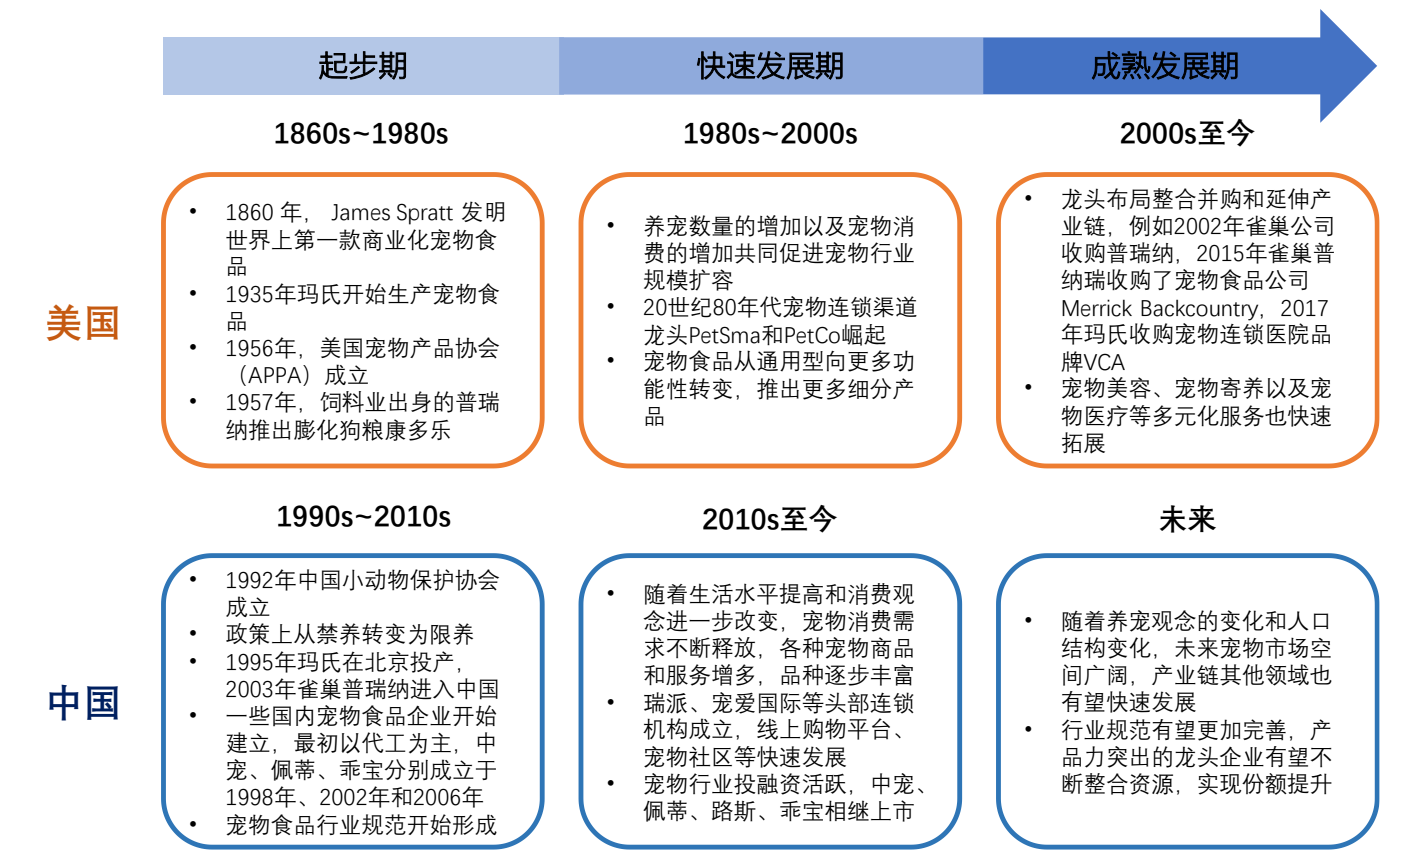 起步期
快速发展期
成熟发展期
1860s~1980s
1980s~2000s
2000s至今
美国
• 1860 年， James Spratt 发明
世界上第一款商业化宠物食
品
• 1935年玛氏开始生产宠物食
品
• 1956年，美国宠物产品协会
（APPA）成立
• 1957年，饲料业出身的普瑞
纳推出膨化狗粮康多乐
• 养宠数量的增加以及宠物消
费的增加共同促进宠物行业
规模扩容
• 20世纪80年代宠物连锁渠道
龙头PetSma和PetCo崛起
• 宠物食品从通用型向更多功
能性转变，推出更多细分产
品
• 龙头布局整合并购和延伸产
业链，例如2002年雀巢公司
收购普瑞纳，2015年雀巢普
纳瑞收购了宠物食品公司
Merrick Backcountry，2017
年玛氏收购宠物连锁医院品
牌VCA
• 宠物美容、宠物寄养以及宠
物医疗等多元化服务也快速
拓展
1990s~2010s
2010s至今
未来
中国
• 1992年中国小动物保护协会
成立
• 政策上从禁养转变为限养
• 1995年玛氏在北京投产，
2003年雀巢普瑞纳进入中国
• 一些国内宠物食品企业开始
建立，最初以代工为主，中
宠、佩蒂、乖宝分别成立于
1998年、2002年和2006年
• 宠物食品行业规范开始形成
• 随着生活水平提高和消费观
念进一步改变，宠物消费需
求不断释放，各种宠物商品
和服务增多，品种逐步丰富
• 瑞派、宠爱国际等头部连锁
机构成立，线上购物平台、
宠物社区等快速发展
• 宠物行业投融资活跃，中宠、
佩蒂、路斯、乖宝相继上市
• 随着养宠观念的变化和人口
结构变化，未来宠物市场空
间广阔，产业链其他领域也
有望快速发展
• 行业规范有望更加完善，产
品力突出的龙头企业有望不
断整合资源，实现份额提升